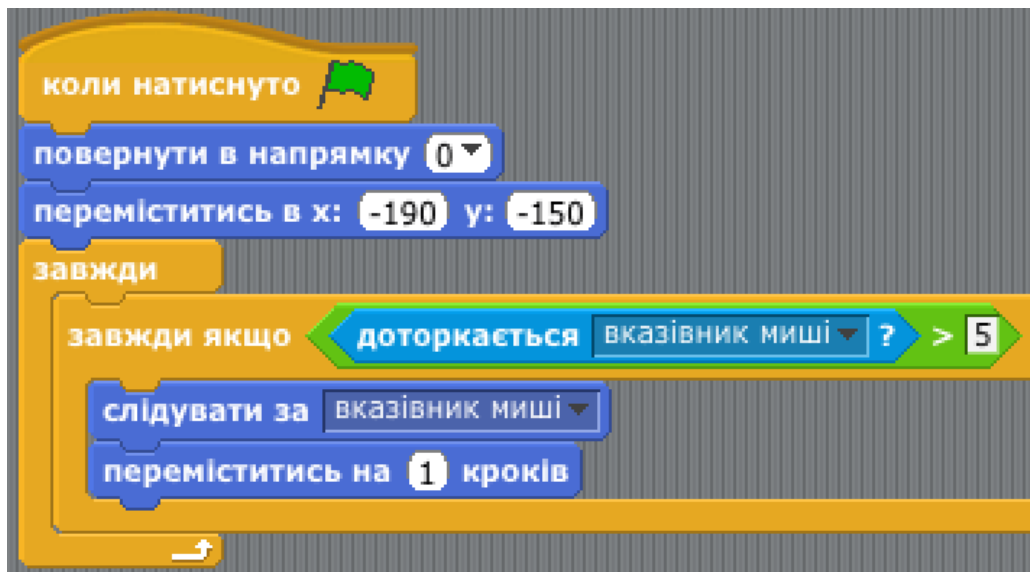 коли натиснуто
повернути в напрямку 0
переміститись в x: -190 y: -150
завжди
завжди якщо доторкається вказівник миші ? > 5
слідувати за вказівник миші
переміститись на 1 кроків